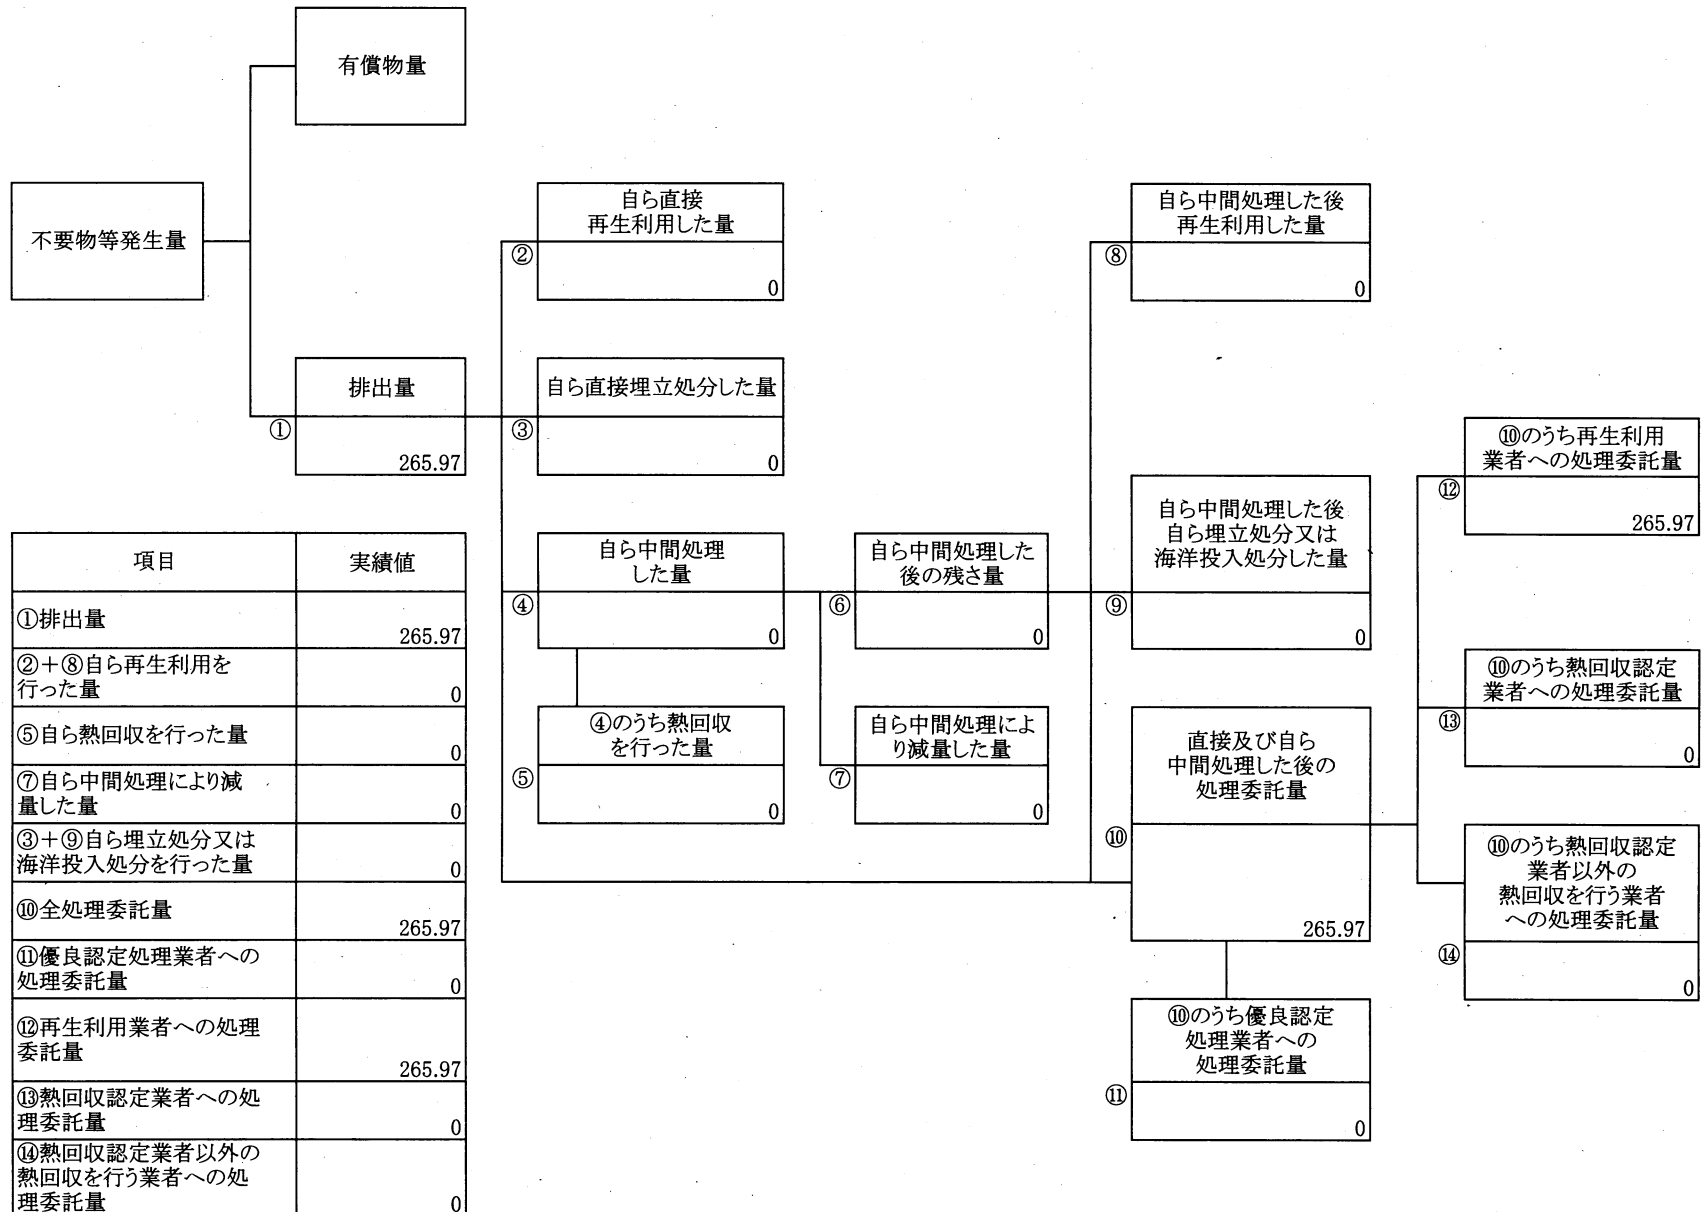 有償物量
不要物等発生量
自ら直接
再生利用した量
②
0
自ら中間処理した後
再生利用した量
⑧
0
排出量
①
265.97
自ら直接埋立処分した量
③
0
⑩のうち再生利用
業者への処理委託量
⑫
265.97
自ら中間処理
した量
④
0
自ら中間処理した
後の残さ量
⑥
0
自ら中間処理した後
自ら埋立処分又は
海洋投入処分した量
⑨
0
⑩のうち熱回収認定
業者への処理委託量
⑬
0
④のうち熱回収
を行った量
⑤
0
自ら中間処理によ
り減量した量
⑦
0
直接及び自ら
中間処理した後の
処理委託量
⑩
265.97
⑩のうち熱回収認定
業者以外の
熱回収を行う業者
への処理委託量
⑭
0
⑩のうち優良認定
処理業者への
処理委託量
⑪
0
項目 実績値
①排出量
265.97
②+⑧自ら再生利用を
行った量
0
⑤自ら熱回収を行った量
0
⑦自ら中間処理により減
量した量
0
③+⑨自ら埋立処分又は
海洋投入処分を行った量
0
⑩全処理委託量
265.97
⑪優良認定処理業者への
処理委託量
0
⑫再生利用業者への処理
委託量
265.97
⑬熱回収認定業者への処
理委託量
0
⑭熱回収認定業者以外の
熱回収を行う業者への処
理委託量
0